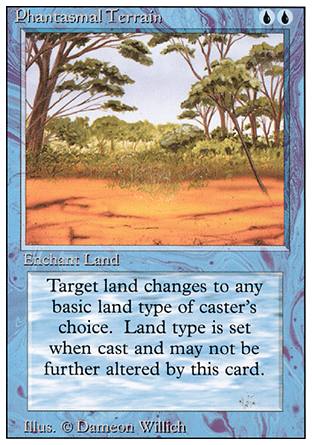 Phantasmal Terrain
Enchant Land
Target land changes to any
basic land type of caster's
choice. Land type is set
when cast and may not be
further altered by this card.
Illus. © Dameon Willich